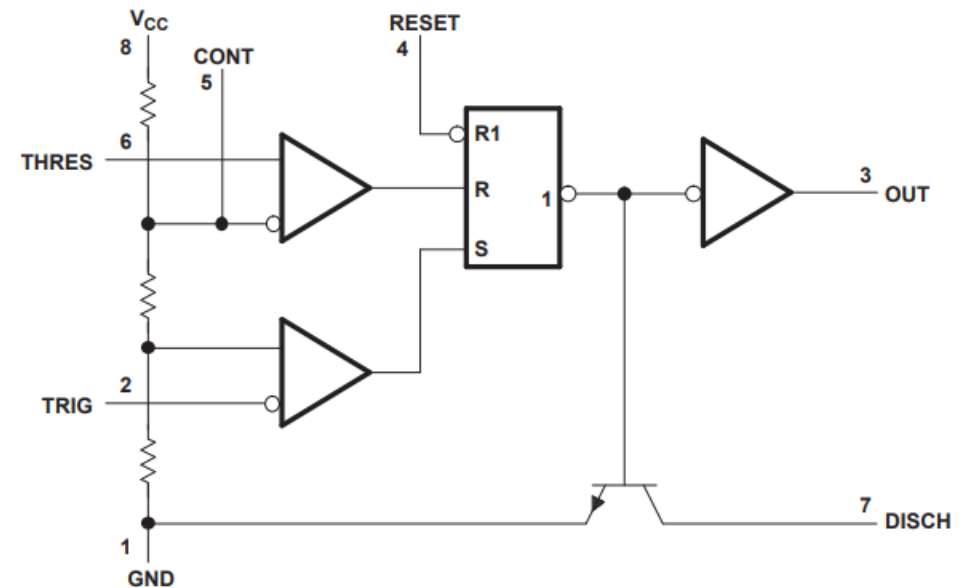 VCC
8
CONT
5
RESET
4
6
THRES
R1
R
1
S
3
OUT
2
TRIG
7
DISCH
1
GND